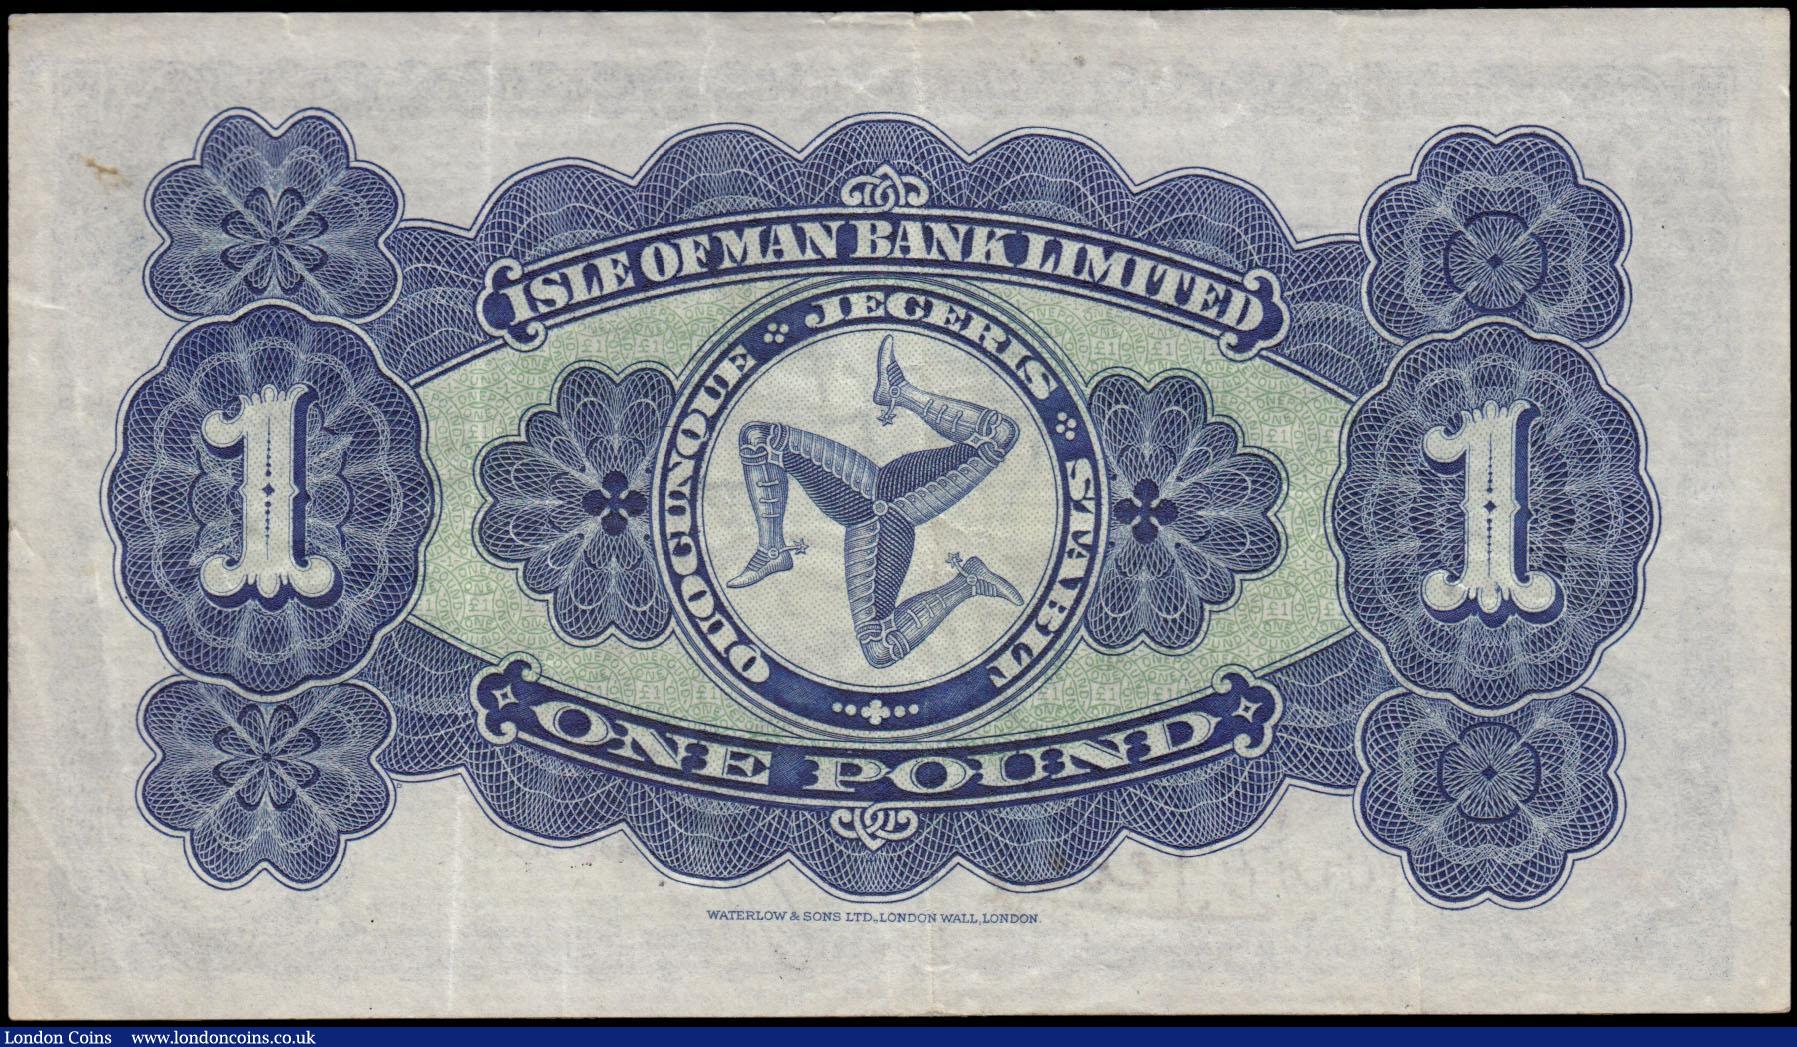 ISLE OF MAN BANK LIMITED
QUOCUNQUE JECERIS STABIT
1
1
ONE POUND
WATERLOW & SONS LTD., LONDON WALL, LONDON.
London Coins www.londoncoins.co.uk